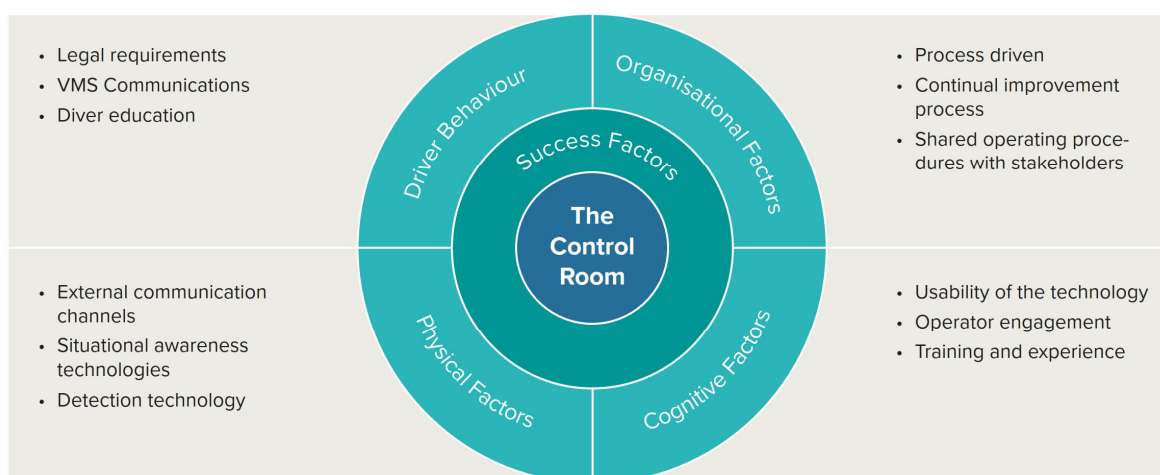 • Legal requirements
• VMS Communications
• Diver education
Driver Behaviour
Organisational Factors
• Process driven
• Continual improvement
process
• Shared operating proce-
dures with stakeholders
Success Factors
The
Control
Room
• External communication
channels
• Situational awareness
technologies
• Detection technology
Physical Factors
Cognitive Factors
• Usability of the technology
• Operator engagement
• Training and experience